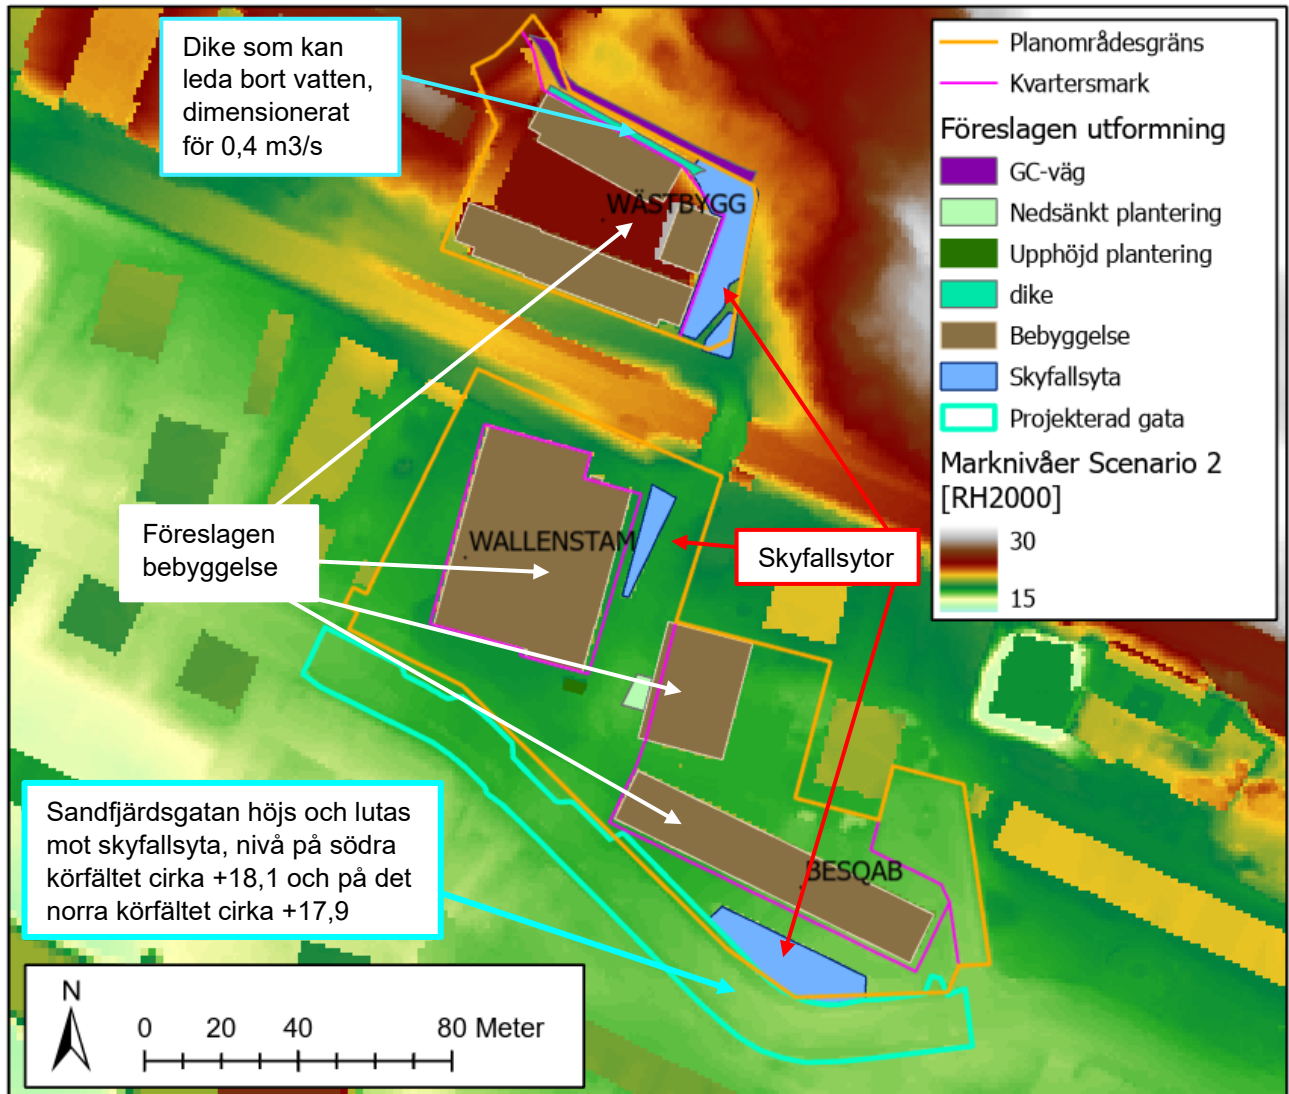 Dike som kan
leda bort vatten,
dimensionerat
för 0,4 m3/s
Planområdesgräns
Kvartersmark
Föreslagen utformning
GC-väg
Nedsänkt plantering
Upphöjd plantering
dike
Bebyggelse
Skyfallsyta
Projekterad gata
Marknivåer Scenario 2
[RH2000]
30
15
WÄSTBYGG
Föreslagen
bebyggelse
WALLENSTAM
Skyfallsytor
Sandfjärdsgatan höjs och lutas
mot skyfallsyta, nivå på södra
körfältet cirka +18,1 och på det
norra körfältet cirka +17,9
BESQAB
N
0 20 40 80 Meter